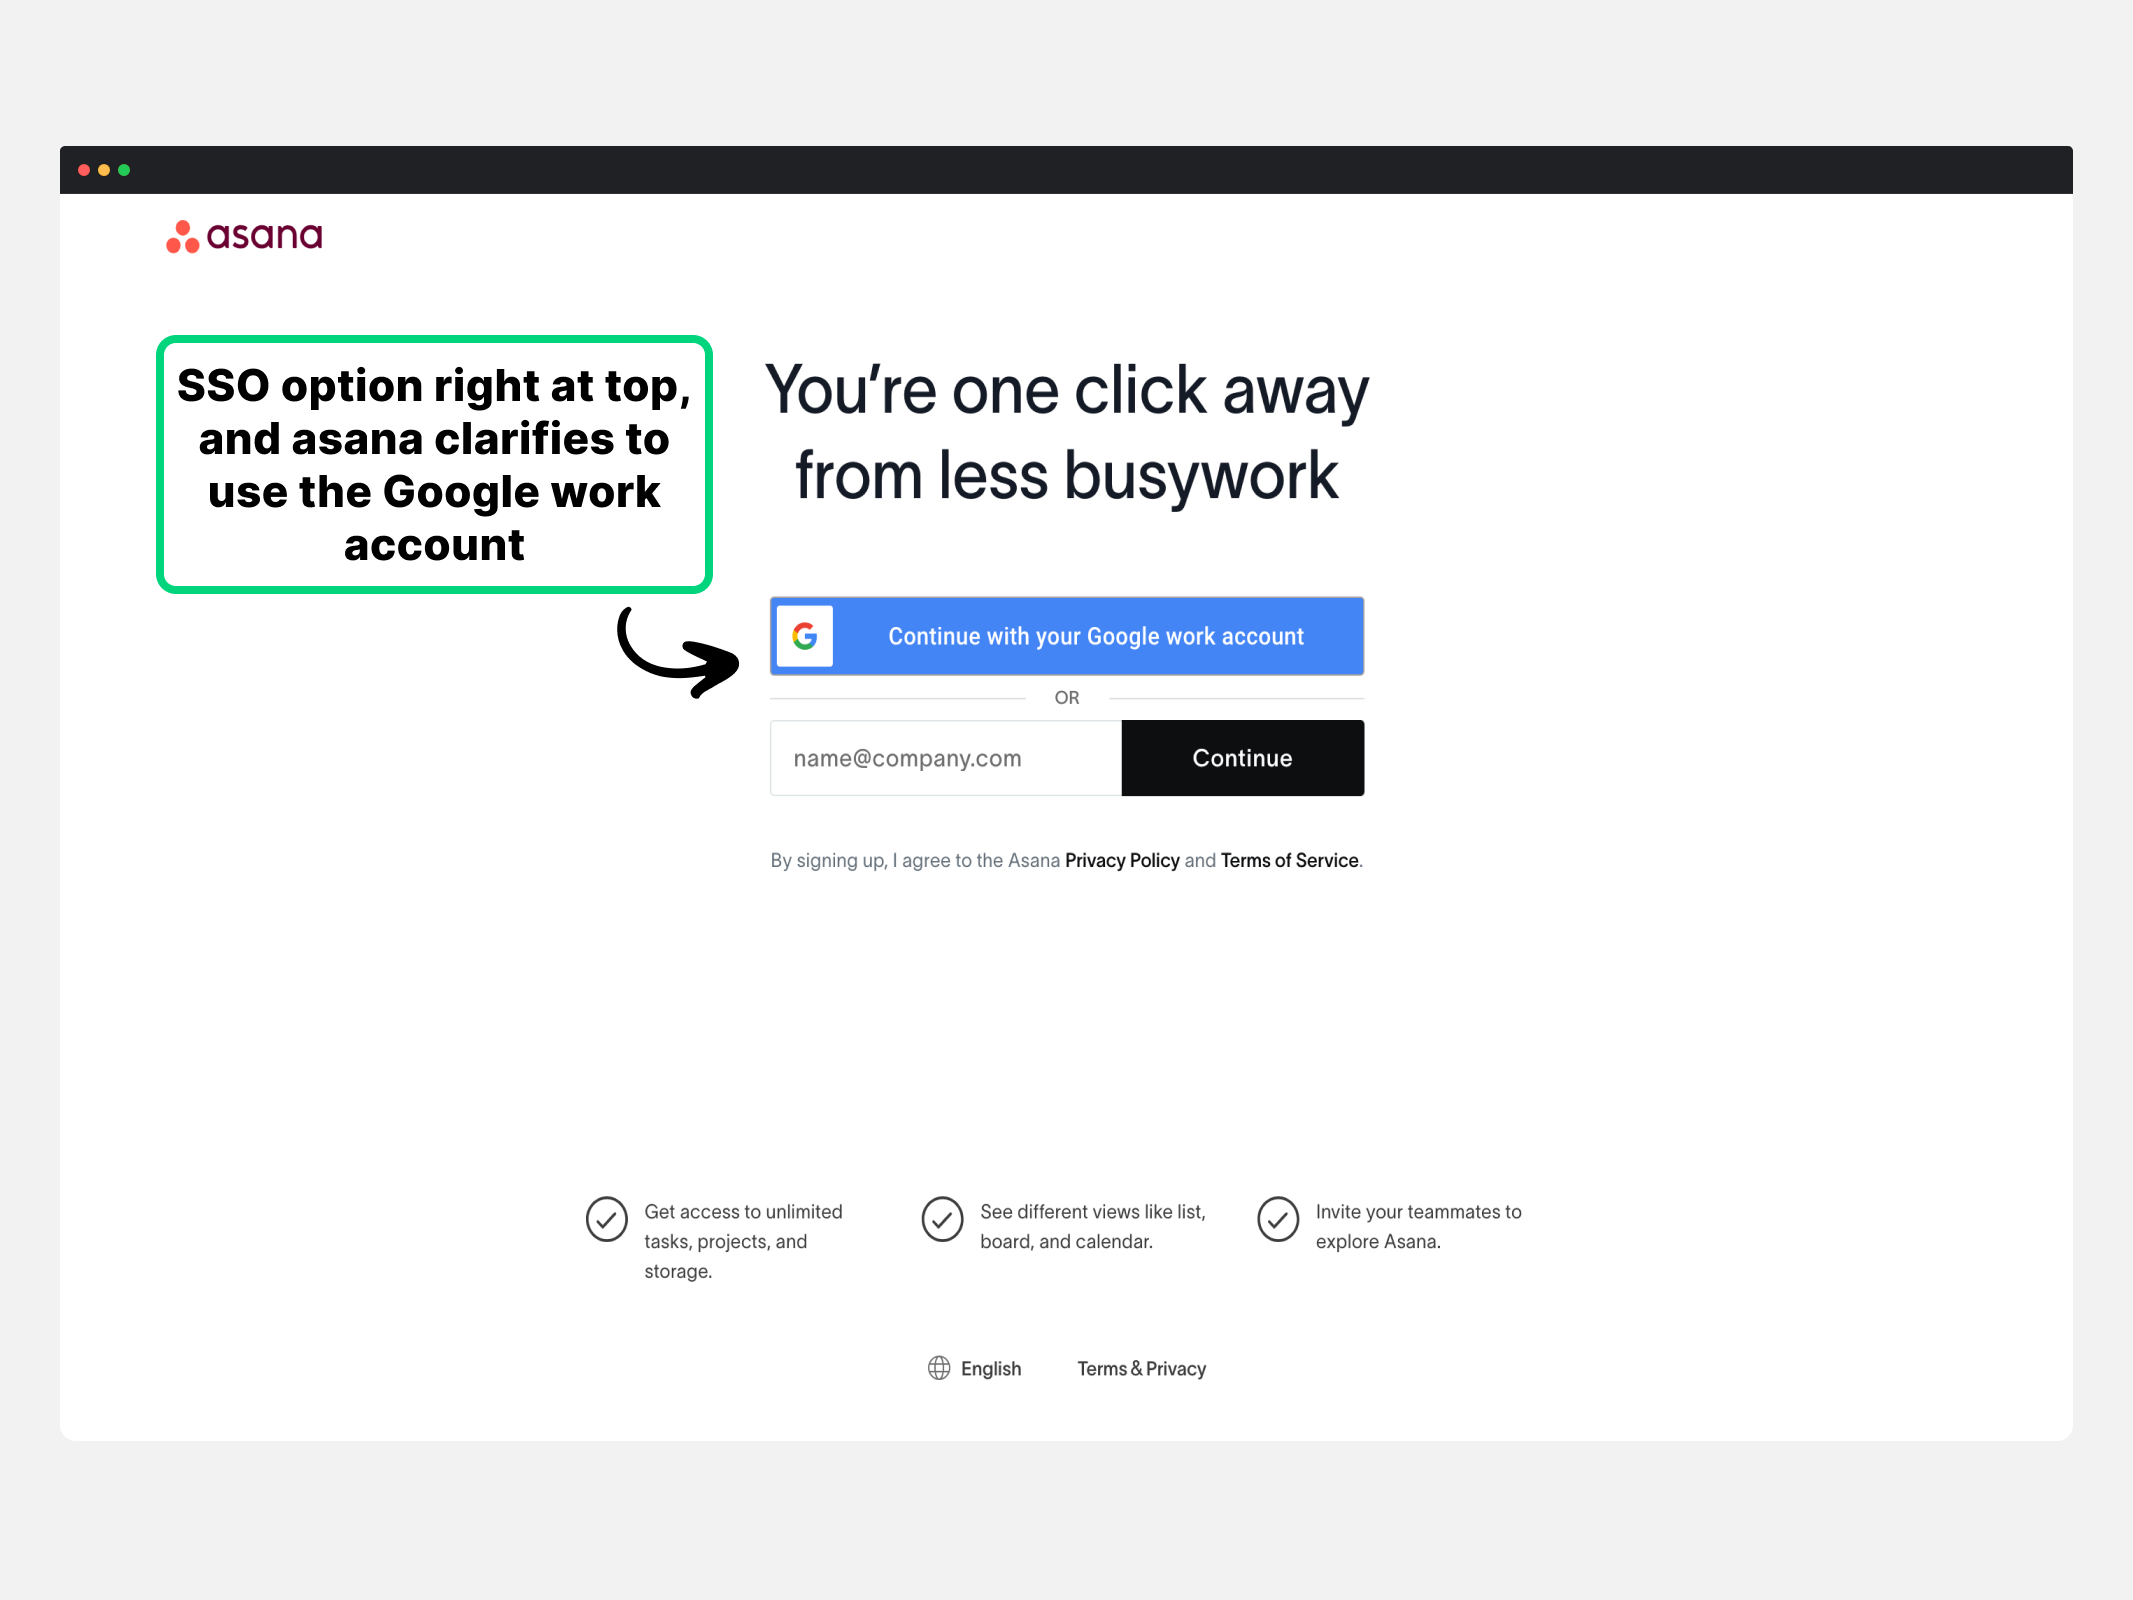 asana
SSO option right at top,
and asana clarifies to
use the Google work
account
You’re one click away
from less busywork
Continue with your Google work account
OR
name@company.com
Continue
By signing up, I agree to the Asana Privacy Policy and Terms of Service.
Get access to unlimited
tasks, projects, and
storage.
See different views like list,
board, and calendar.
Invite your teammates to
explore Asana.
English
Terms & Privacy